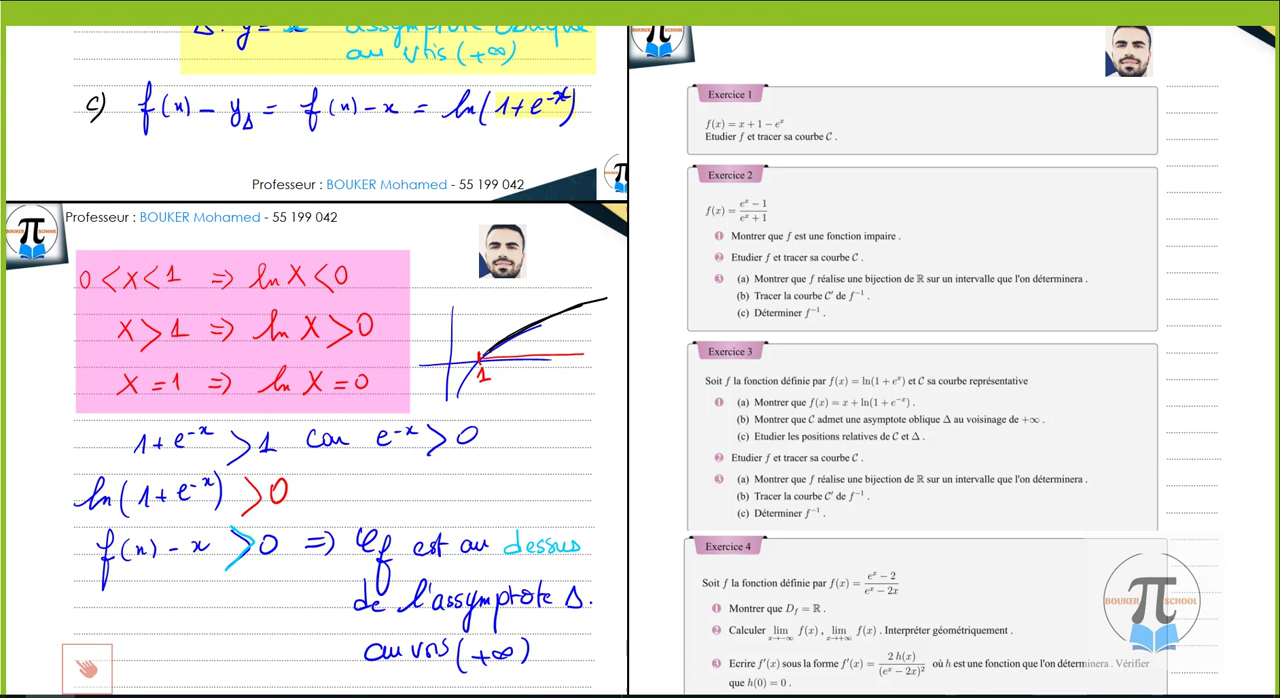 Δ: y = x assymptote oblique
au vois (+∞)
c) f(x) - y_Δ = f(x) - x = ln(1+e^-x)
Professeur : BOUKER Mohamed - 55 199 042
Professeur : BOUKER Mohamed - 55 199 042
π
SCHOOL
0 < X < 1 ⇒ ln X < 0
X > 1 ⇒ ln X > 0
X = 1 ⇒ ln X = 0
1
1 + e^-x > 1 car e^-x > 0
ln(1 + e^-x) > 0
f(x) - x > 0 ⇒ 𝒞f est au dessus
de l'assymptote Δ.
au vois (+∞)
Exercice 1
f(x) = x + 1 − e^x
Etudier f et tracer sa courbe 𝒞 .
Exercice 2
f(x) = (e^x − 1)/(e^x + 1)
1 Montrer que f est une fonction impaire .
2 Etudier f et tracer sa courbe 𝒞 .
3 (a) Montrer que f réalise une bijection de ℝ sur un intervalle que l'on déterminera .
(b) Tracer la courbe 𝒞' de f^−1 .
(c) Déterminer f^−1 .
Exercice 3
Soit f la fonction définie par f(x) = ln(1 + e^x) et 𝒞 sa courbe représentative
1 (a) Montrer que f(x) = x + ln(1 + e^−x) .
(b) Montrer que 𝒞 admet une asymptote oblique Δ au voisinage de +∞ .
(c) Etudier les positions relatives de 𝒞 et Δ .
2 Etudier f et tracer sa courbe 𝒞 .
3 (a) Montrer que f réalise une bijection de ℝ sur un intervalle que l'on déterminera .
(b) Tracer la courbe 𝒞' de f^−1 .
(c) Déterminer f^−1 .
Exercice 4
Soit f la fonction définie par f(x) = (e^x − 2)/(e^x − 2x)
1 Montrer que D_f = ℝ .
2 Calculer lim x→−∞ f(x) , lim x→+∞ f(x) . Interpréter géométriquement .
3 Ecrire f'(x) sous la forme f'(x) = 2 h(x)/(e^x − 2x)^2 où h est une fonction que l'on déterminera . Vérifier
que h(0) = 0 .
BOUKER π SCHOOL